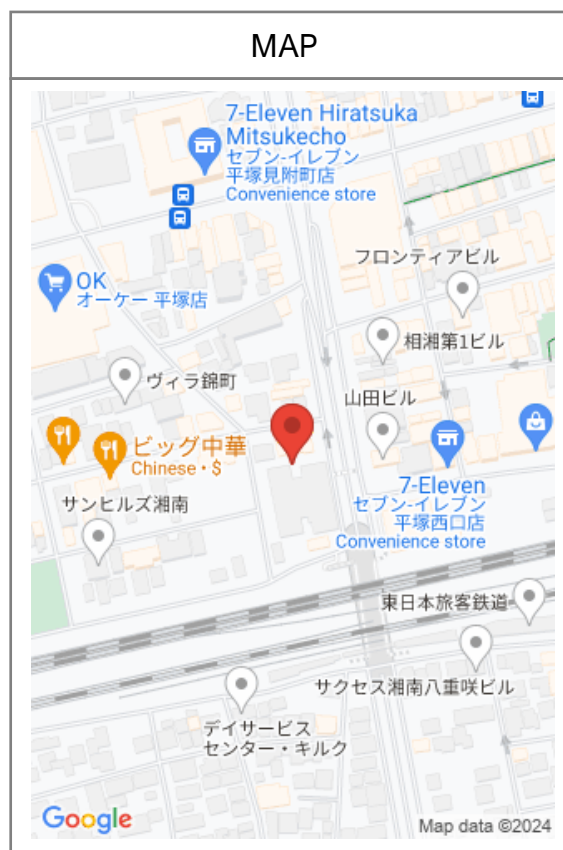 MAP
7-Eleven Hiratsuka
Mitsukecho
セブン-イレブン
平塚見附町店
Convenience store
フロンティアビル
OK
オーケー 平塚店
相湘第1ビル
ヴィラ錦町
山田ビル
ビッグ中華
Chinese・$
7-Eleven
セブン-イレブン
平塚西口店
Convenience store
サンヒルズ湘南
東日本旅客鉄道
サクセス湘南八重咲ビル
デイサービス
センター・キルク
Google
Map data ©2024